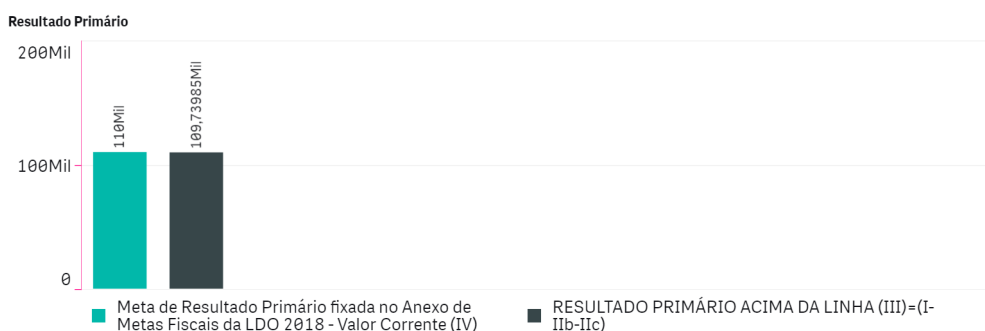 Resultado Primário
200Mil
100Mil
0
110Mil
109,73985Mil
Meta de Resultado Primário fixada no Anexo de
Metas Fiscais da LDO 2018 - Valor Corrente (IV)
RESULTADO PRIMÁRIO ACIMA DA LINHA (III)=(I-
IIb-IIc)